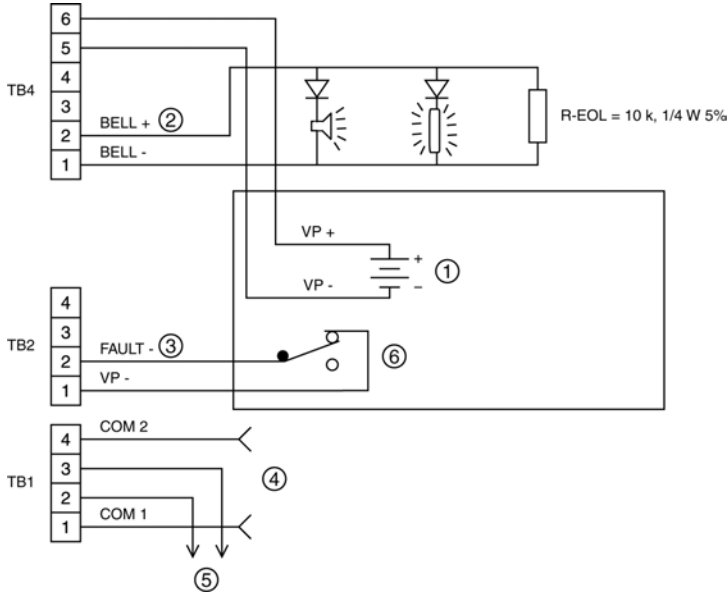 TB4
6
5
4
3
2
1
BELL + ②
BELL -
R-EOL = 10 k, 1/4 W 5%
VP +
+
①
VP -
–
TB2
4
3
2
1
FAULT - ③
VP -
⑥
TB1
4
3
2
1
COM 2
④
COM 1
⑤